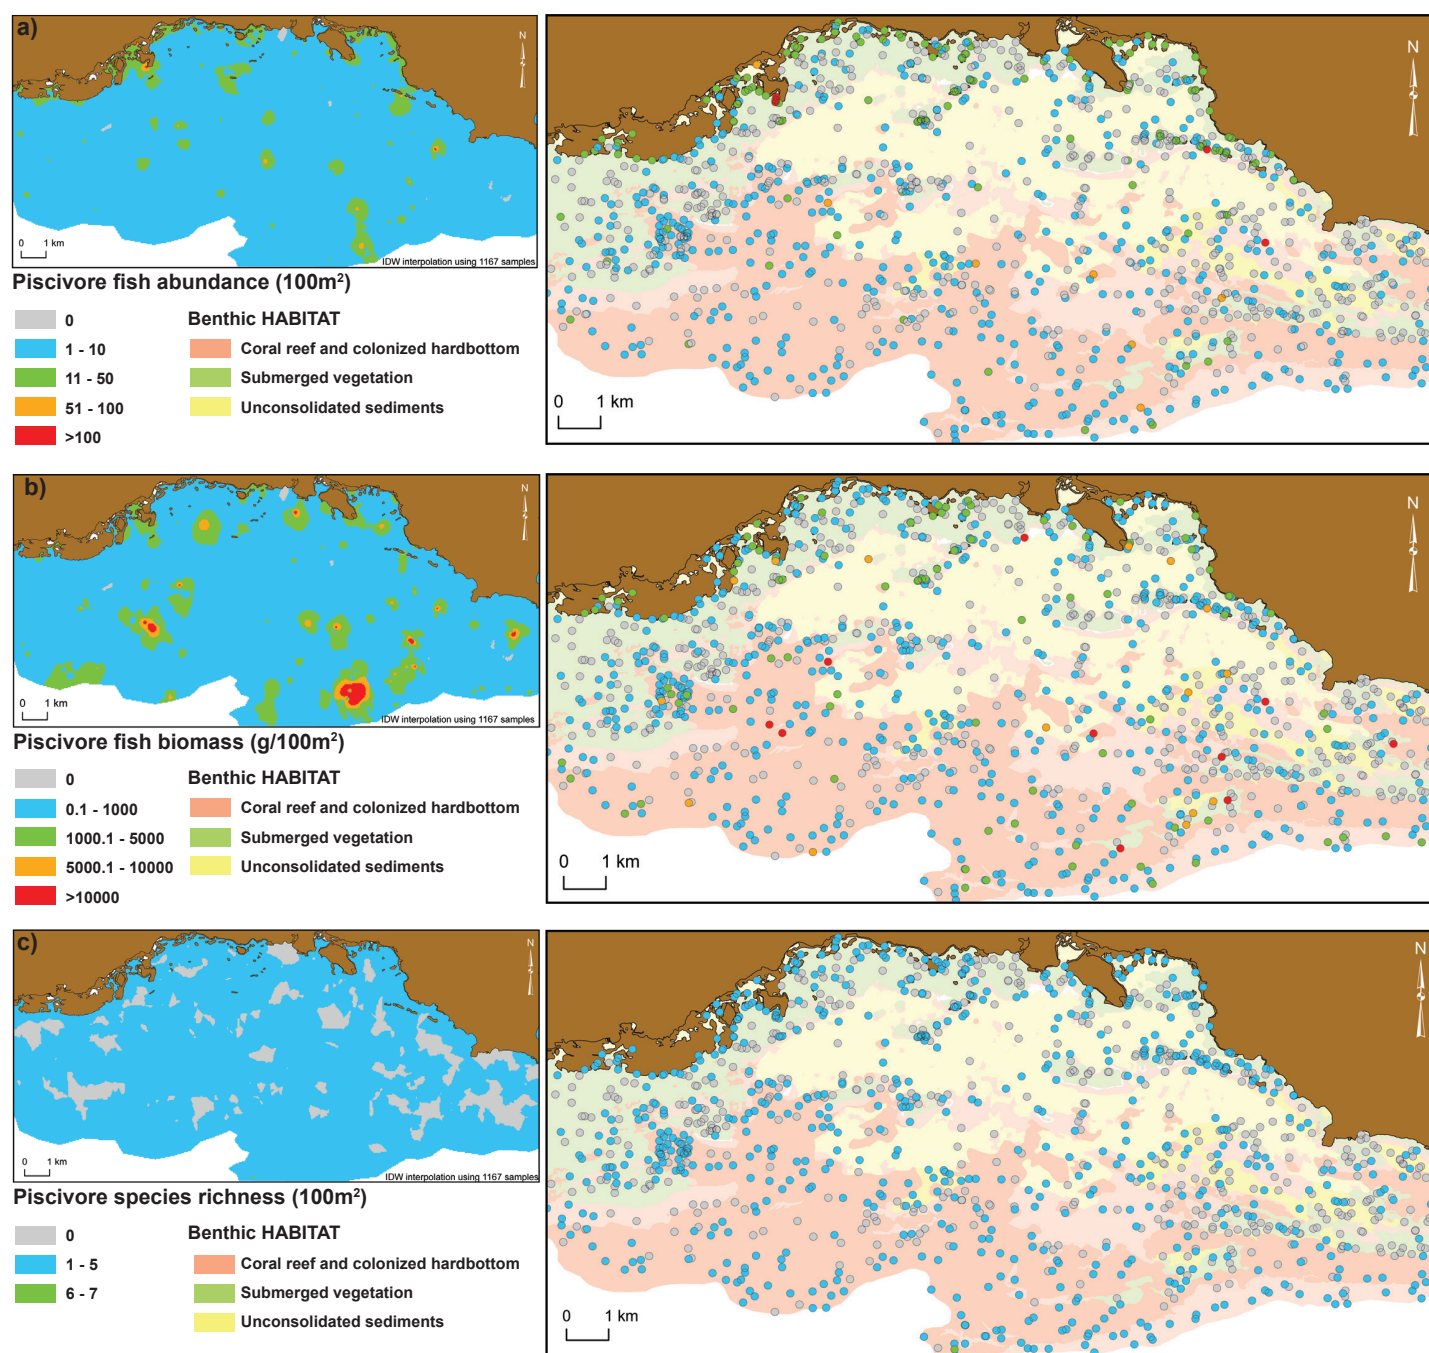 a)
N
0 1 km
IDW interpolation using 1167 samples
N
0 1 km
Piscivore fish abundance (100m²)
0
1 - 10
11 - 50
51 - 100
>100
Benthic HABITAT
Coral reef and colonized hardbottom
Submerged vegetation
Unconsolidated sediments
b)
N
0 1 km
IDW interpolation using 1167 samples
N
0 1 km
Piscivore fish biomass (g/100m²)
0
0.1 - 1000
1000.1 - 5000
5000.1 - 10000
>10000
Benthic HABITAT
Coral reef and colonized hardbottom
Submerged vegetation
Unconsolidated sediments
c)
N
0 1 km
IDW interpolation using 1167 samples
N
0 1 km
Piscivore species richness (100m²)
0
1 - 5
6 - 7
Benthic HABITAT
Coral reef and colonized hardbottom
Submerged vegetation
Unconsolidated sediments